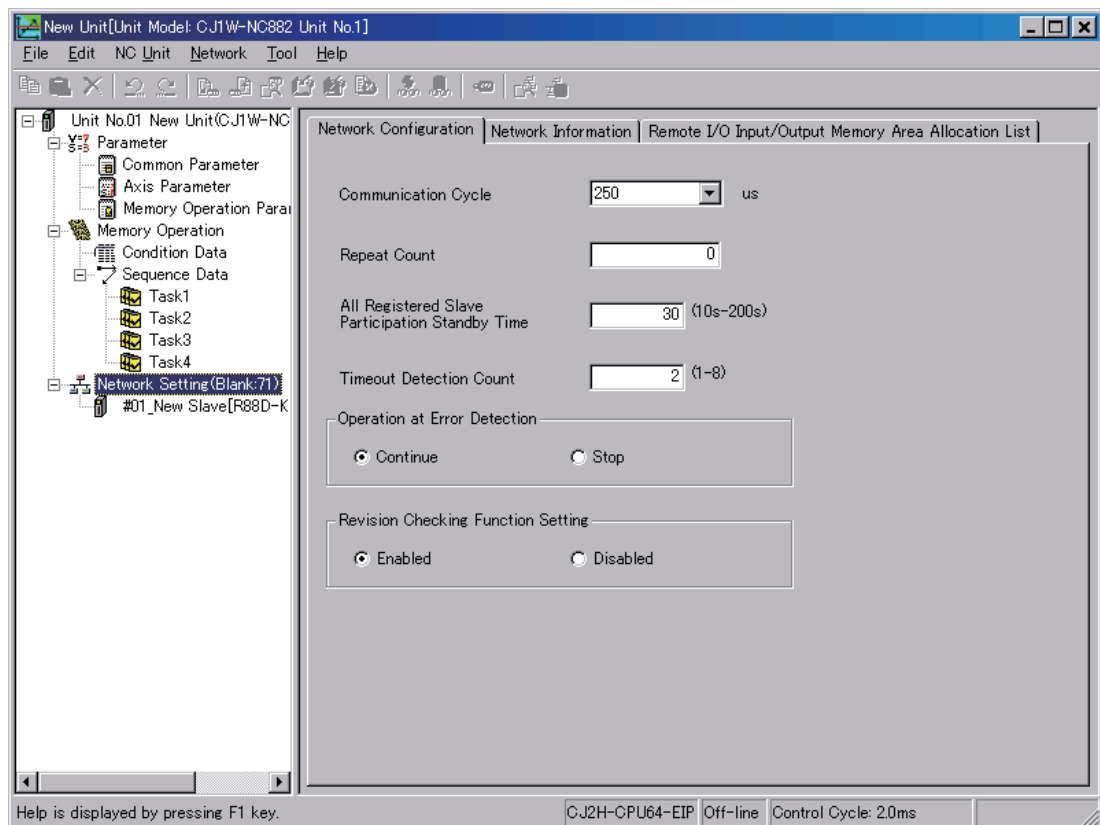 New Unit[Unit Model: CJ1W-NC882 Unit No.1]
File Edit NC Unit Network Tool Help
Unit No.01 New Unit(CJ1W-NC
Parameter
Common Parameter
Axis Parameter
Memory Operation Para
Memory Operation
Condition Data
Sequence Data
Task1
Task2
Task3
Task4
Network Setting(Blank:71)
#01_New Slave[R88D-K
Network Configuration Network Information Remote I/O Input/Output Memory Area Allocation List
Communication Cycle 250 us
Repeat Count 0
All Registered Slave
Participation Standby Time 30 (10s-200s)
Timeout Detection Count 2 (1-8)
Operation at Error Detection
Continue Stop
Revision Checking Function Setting
Enabled Disabled
Help is displayed by pressing F1 key. CJ2H-CPU64-EIP Off-line Control Cycle: 2.0ms